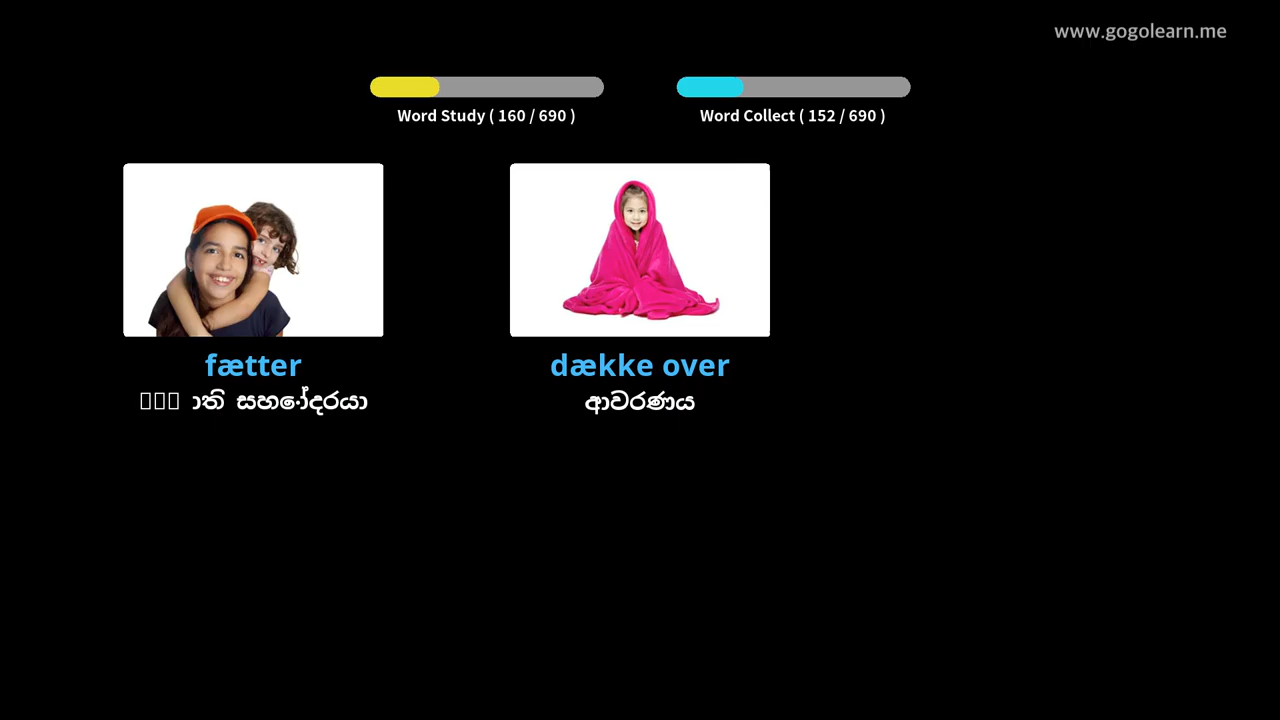 www.gogolearn.me
Word Study ( 160 / 690 )
Word Collect ( 152 / 690 )
fætter
dække over
සහෝදරයා
ආවරණය